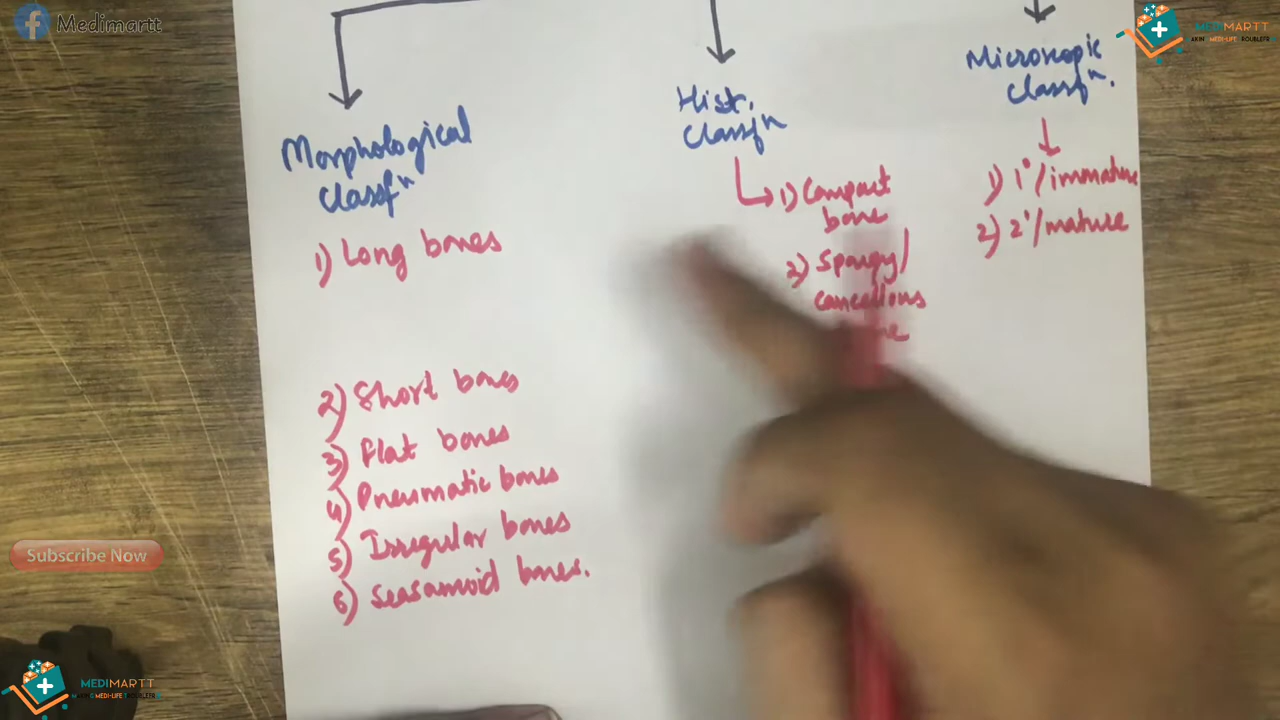 Medimartt
MEDIMARTT
Morphological
classfⁿ
1) Long bones
2) Short bones
3) Flat bones
4) Pneumatic bones
5) Irregular bones
6) Seasamoid bones.
Hist.
Classfⁿ
1) Compact
bone
2) Spongy/
cancellous
Microscopic
Classfⁿ.
1) 1°/immature
2) 2°/mature
Subscribe Now
MEDIMARTT